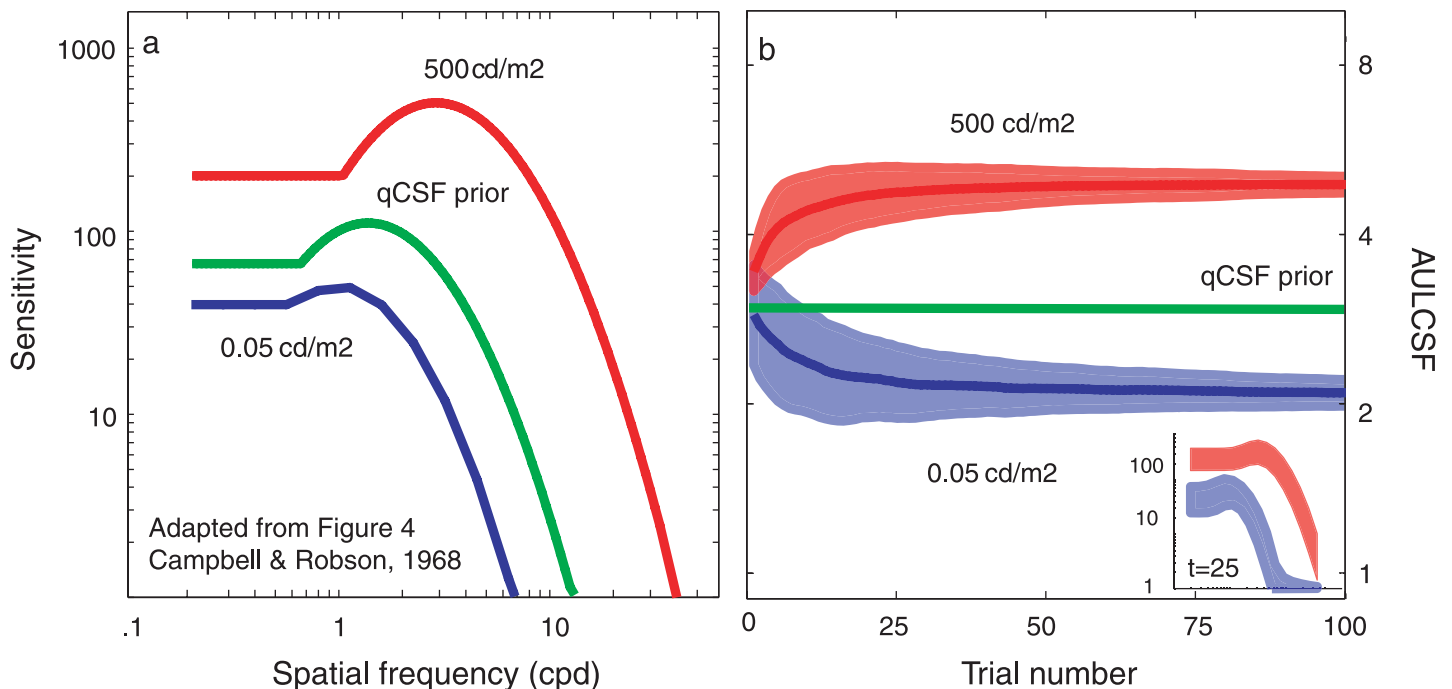 a
1000
100
10
Sensitivity
500 cd/m2
qCSF prior
0.05 cd/m2
Adapted from Figure 4
Campbell & Robson, 1968
.1
1
10
Spatial frequency (cpd)
b
500 cd/m2
qCSF prior
0.05 cd/m2
8
4
2
1
AULCSF
100
10
1
t=25
0
25
50
75
100
Trial number